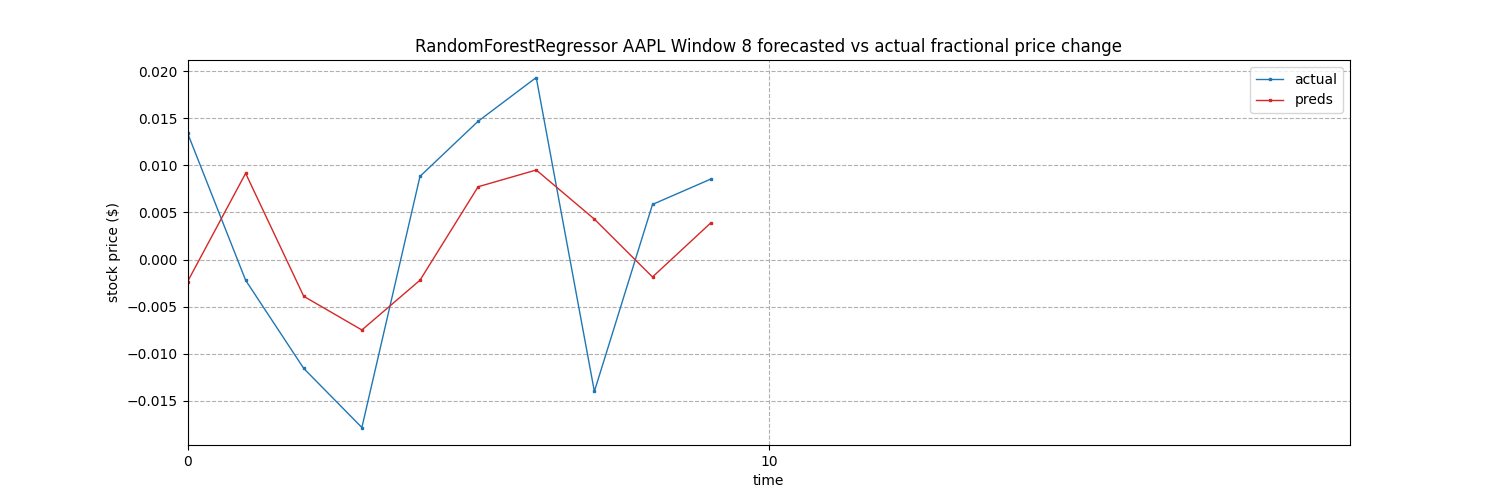 RandomForestRegressor AAPL Window 8 forecasted vs actual fractional price change
0.020
0.015
0.010
0.005
0.000
−0.005
−0.010
−0.015
stock price ($)
0
10
time
actual
preds